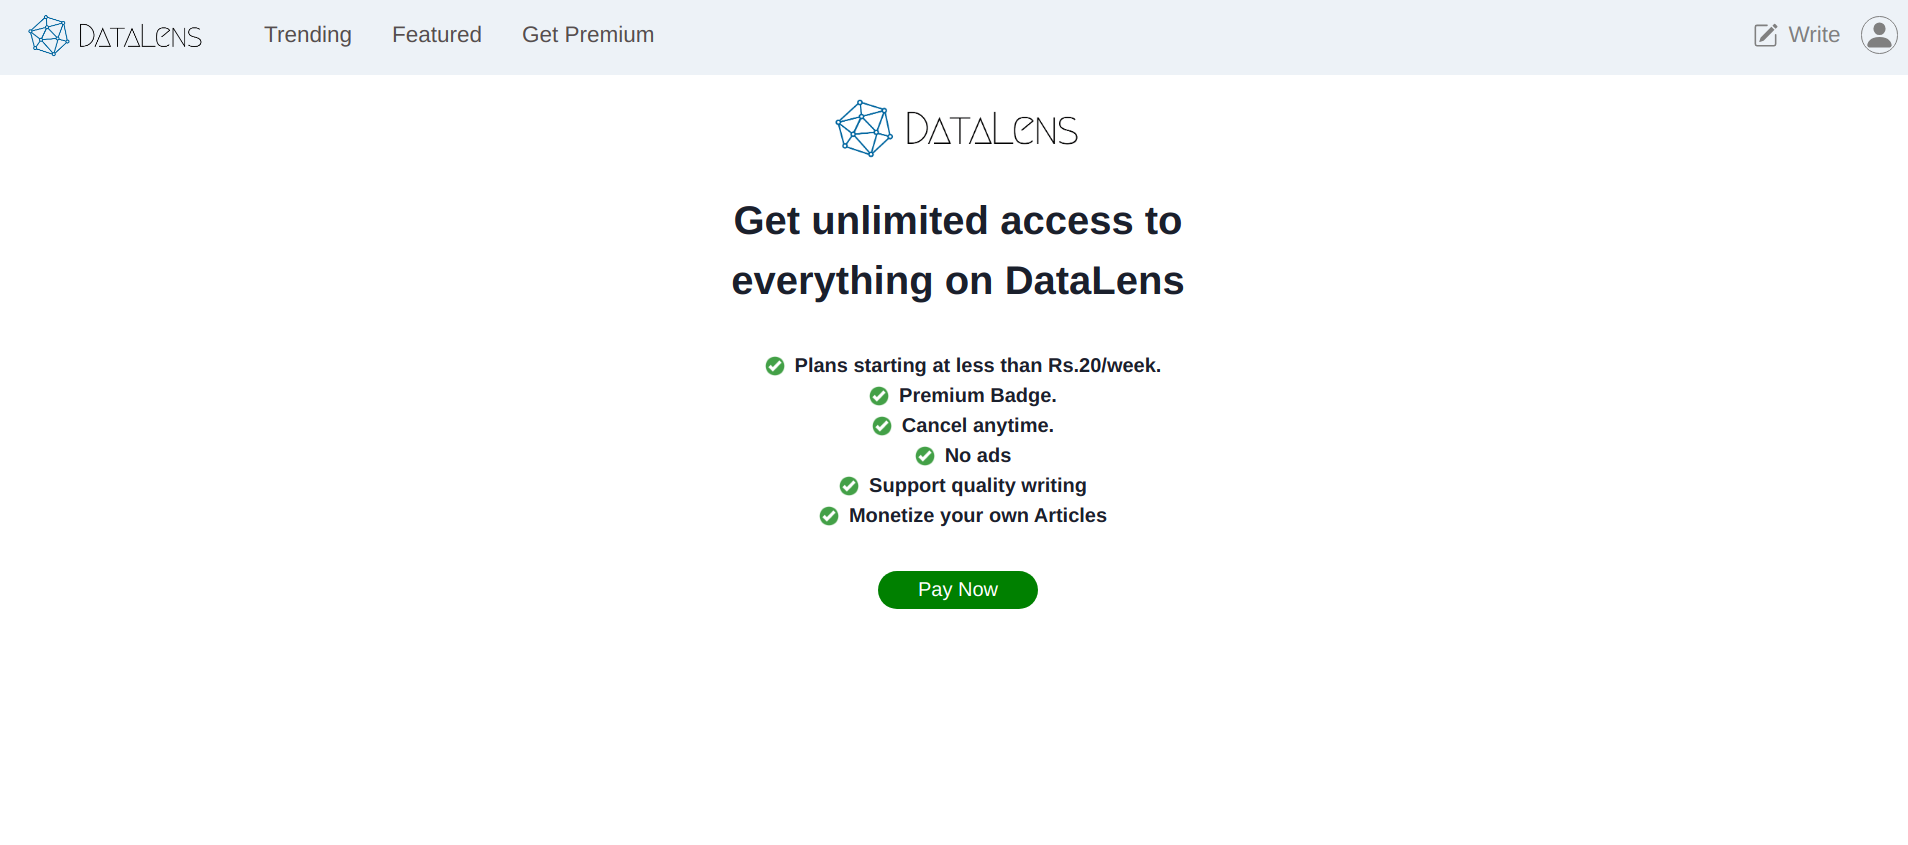 DataLens
Trending
Featured
Get Premium
Write
DataLens
Get unlimited access to
everything on DataLens
Plans starting at less than Rs.20/week.
Premium Badge.
Cancel anytime.
No ads
Support quality writing
Monetize your own Articles
Pay Now